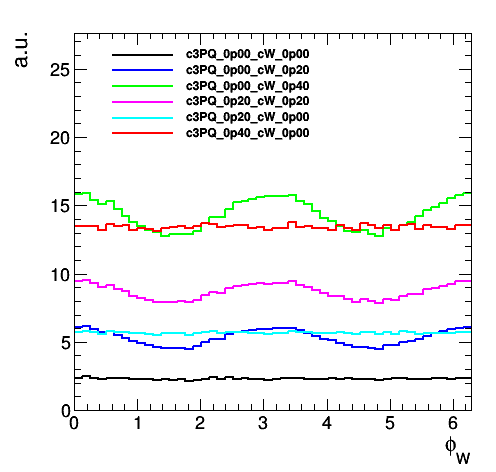 a.u.
c3PQ_0p00_cW_0p00
c3PQ_0p00_cW_0p20
c3PQ_0p00_cW_0p40
c3PQ_0p20_cW_0p20
c3PQ_0p20_cW_0p00
c3PQ_0p40_cW_0p00
25
20
15
10
5
0
0 1 2 3 4 5 6
ϕW